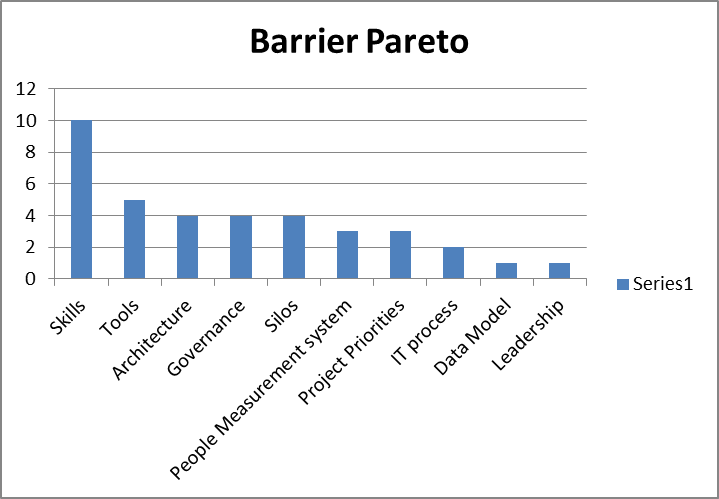 Barrier Pareto
12
10
8
6
4
2
0
Skills
Tools
Architecture
Governance
Silos
People Measurement system
Project Priorities
IT process
Data Model
Leadership
Series1